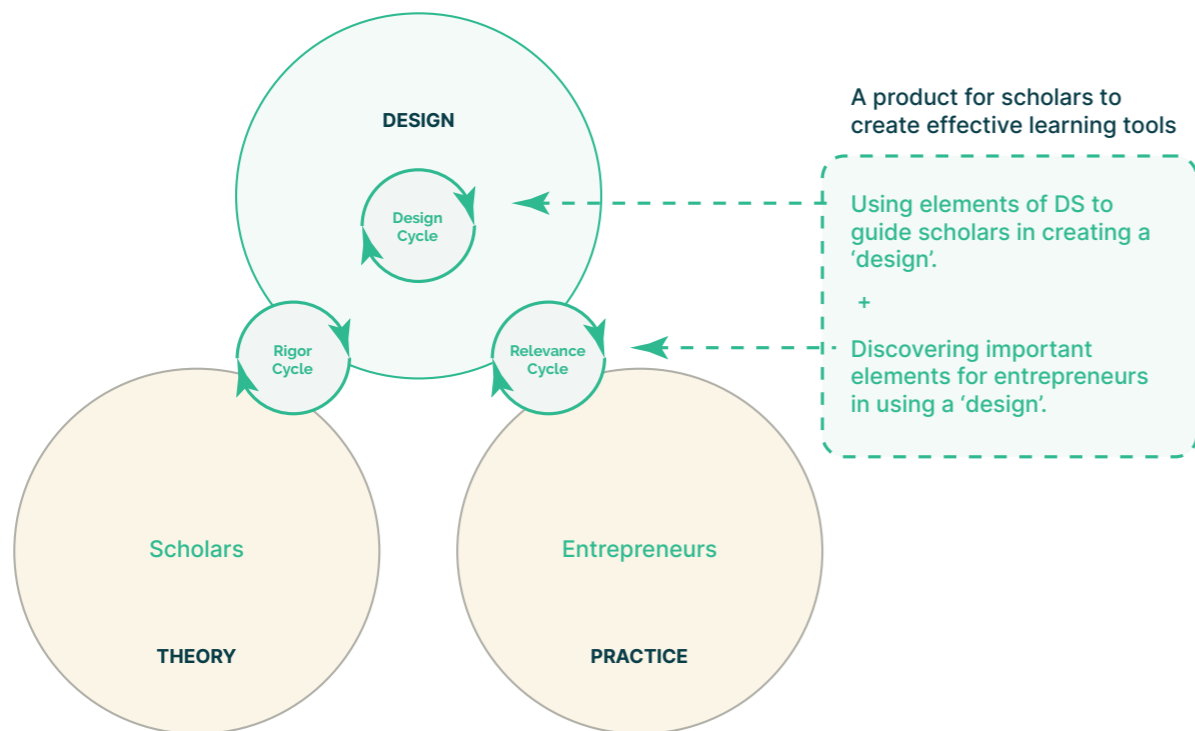 DESIGN
Design
Cycle
Rigor
Cycle
Relevance
Cycle
Scholars
THEORY
Entrepreneurs
PRACTICE
A product for scholars to
create effective learning tools
Using elements of DS to
guide scholars in creating a
‘design’.
+
Discovering important
elements for entrepreneurs
in using a ‘design’.